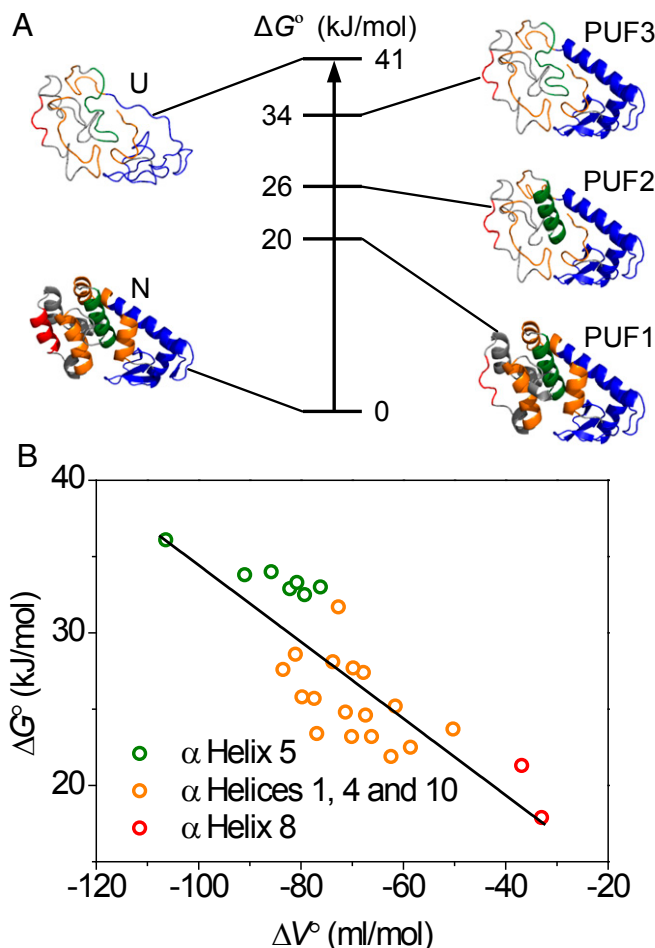 A
ΔG° (kJ/mol)
PUF3
U
41
34
PUF2
26
20
N
PUF1
0
B
40
30
20
ΔG° (kJ/mol)
α Helix 5
α Helices 1, 4 and 10
α Helix 8
-120 -100 -80 -60 -40 -20
ΔV° (ml/mol)